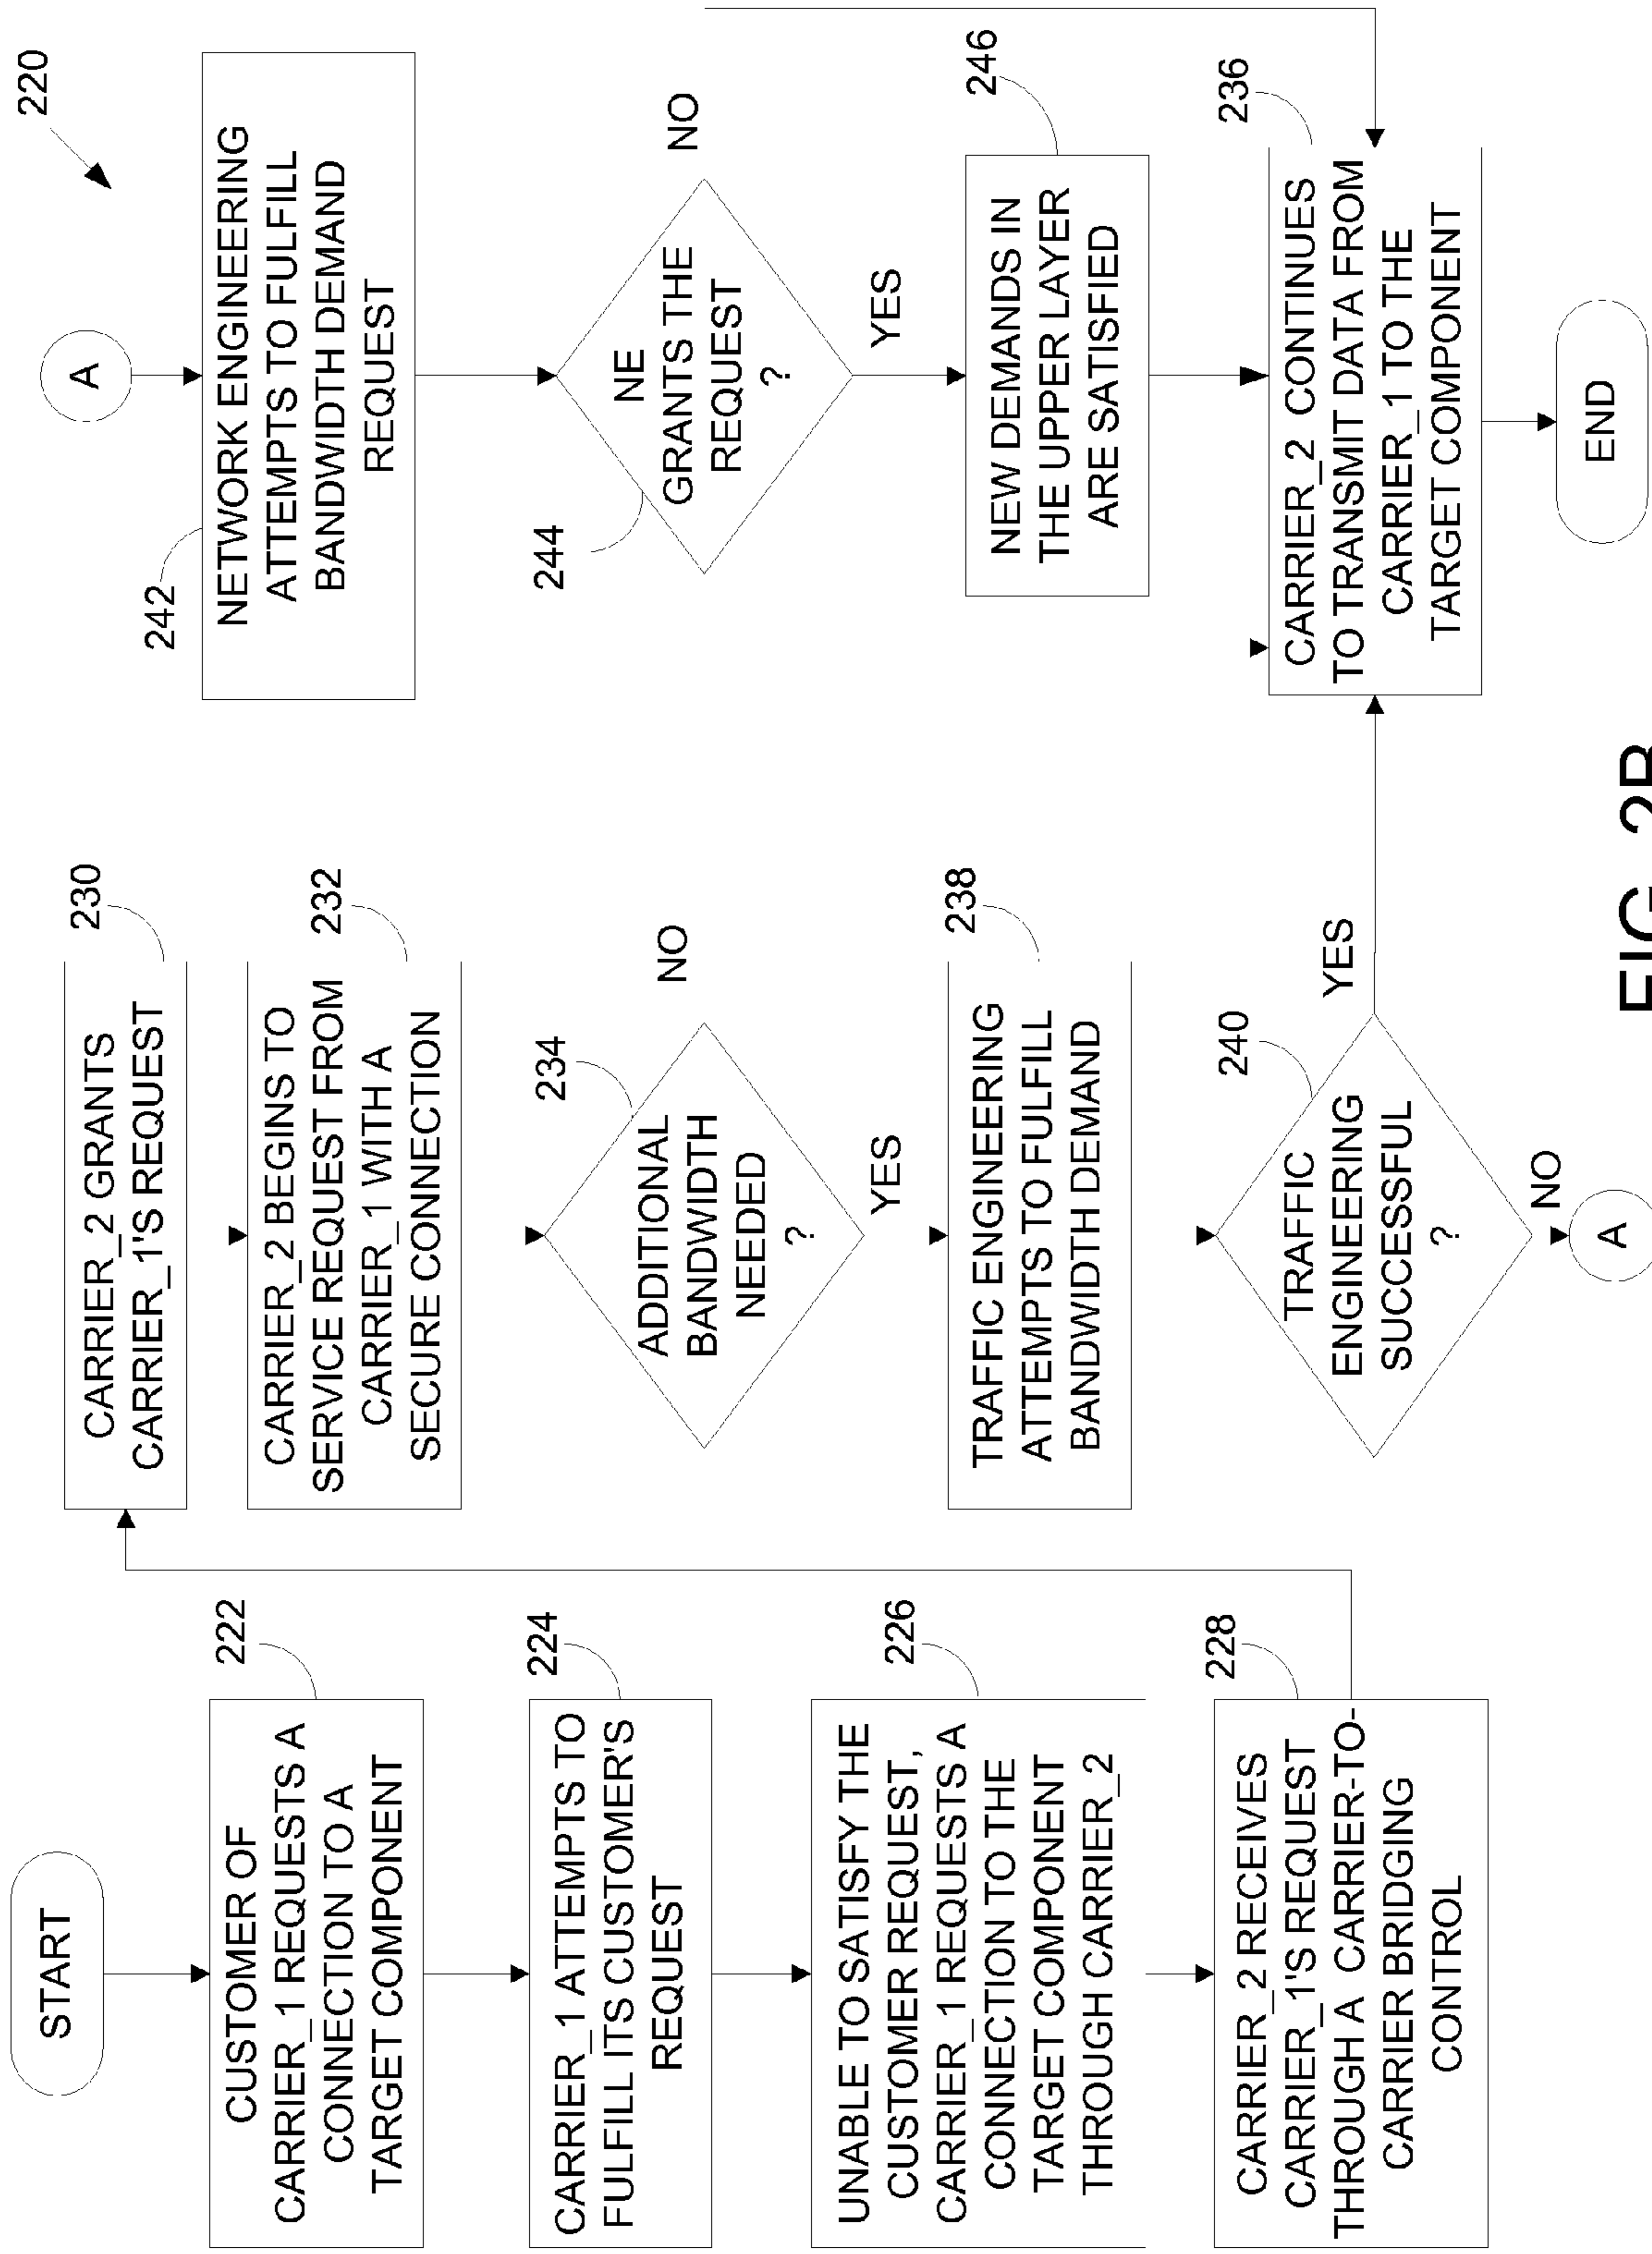 220
START
CUSTOMER OF
CARRIER_1 REQUESTS A
CONNECTION TO A
TARGET COMPONENT
222
CARRIER_1 ATTEMPTS TO
FULFILL ITS CUSTOMER'S
REQUEST
224
UNABLE TO SATISFY THE
CUSTOMER REQUEST,
CARRIER_1 REQUESTS A
CONNECTION TO THE
TARGET COMPONENT
THROUGH CARRIER_2
226
CARRIER_2 RECEIVES
CARRIER_1'S REQUEST
THROUGH A CARRIER-TO-
CARRIER BRIDGING
CONTROL
228
CARRIER_2 GRANTS
CARRIER_1'S REQUEST
230
CARRIER_2 BEGINS TO
SERVICE REQUEST FROM
CARRIER_1 WITH A
SECURE CONNECTION
232
ADDITIONAL
BANDWIDTH
NEEDED
?
234
NO
YES
TRAFFIC ENGINEERING
ATTEMPTS TO FULFILL
BANDWIDTH DEMAND
238
TRAFFIC
ENGINEERING
SUCCESSFUL
?
240
YES
NO
A
A
NETWORK ENGINEERING
ATTEMPTS TO FULFILL
BANDWIDTH DEMAND
REQUEST
242
NE
GRANTS THE
REQUEST
?
244
NO
YES
NEW DEMANDS IN
THE UPPER LAYER
ARE SATISFIED
246
CARRIER_2 CONTINUES
TO TRANSMIT DATA FROM
CARRIER_1 TO THE
TARGET COMPONENT
236
END